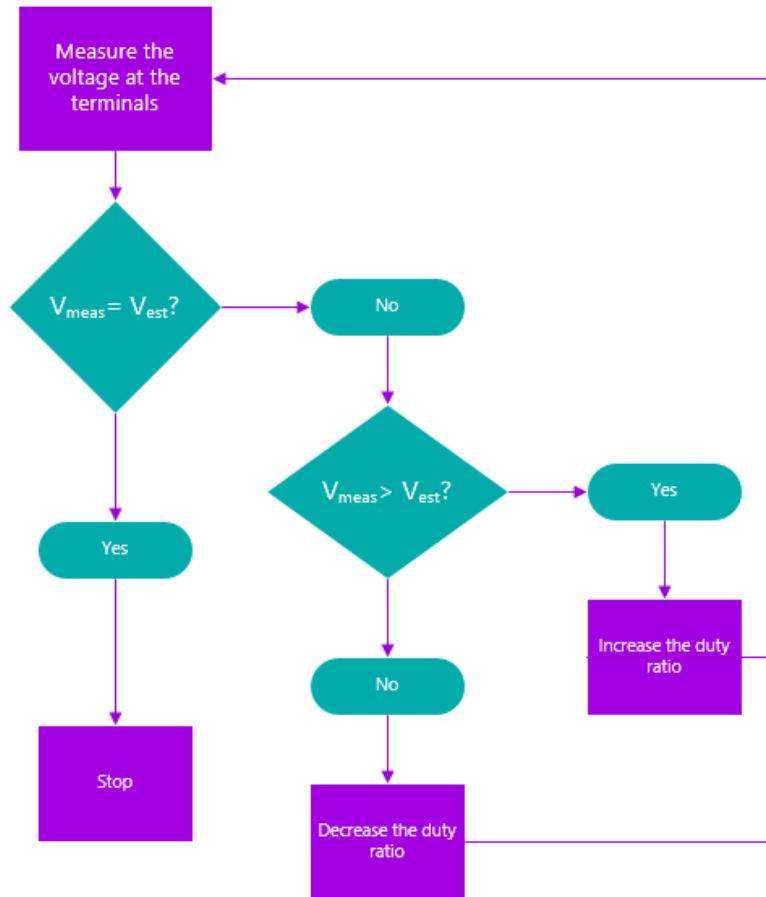 Measure the
voltage at the
terminals
Vmeas= Vest?
No
Vmeas> Vest?
Yes
Yes
Increase the duty
ratio
No
Stop
Decrease the duty
ratio